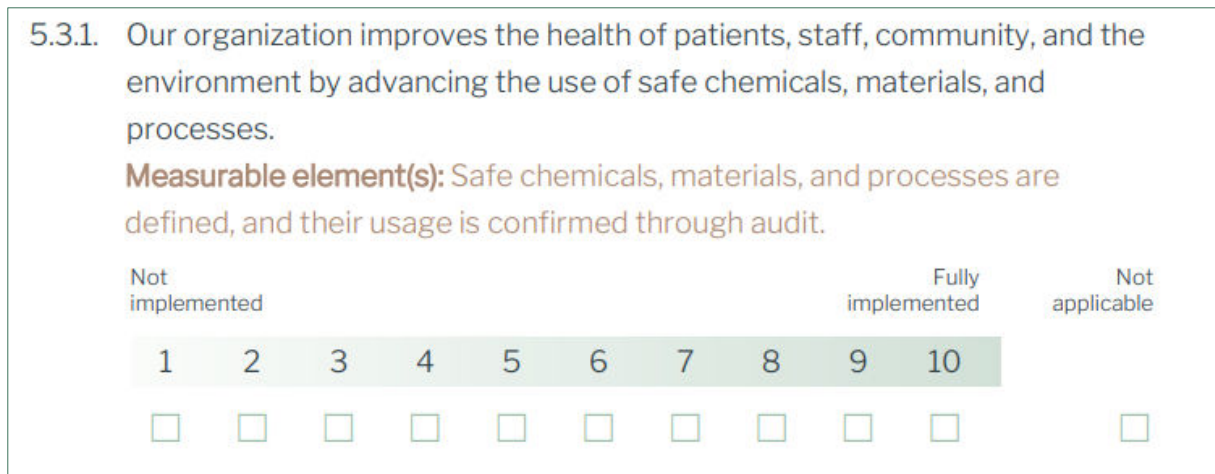 5.3.1. Our organization improves the health of patients, staff, community, and the
environment by advancing the use of safe chemicals, materials, and
processes.
Measurable element(s): Safe chemicals, materials, and processes are
defined, and their usage is confirmed through audit.
Not implemented Fully implemented Not applicable
1 2 3 4 5 6 7 8 9 10